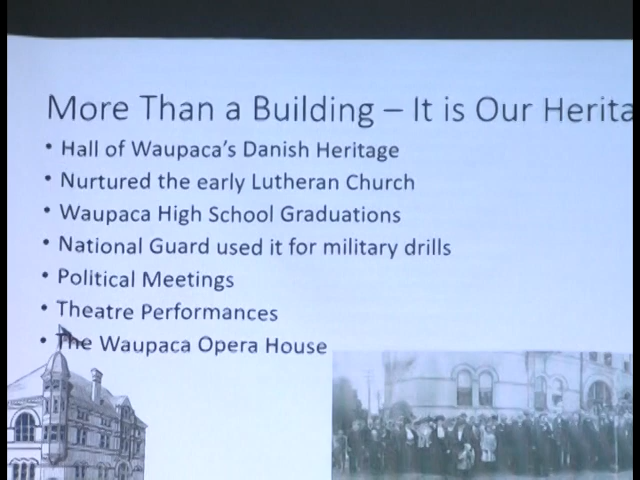 More Than a Building – It is Our Herita
• Hall of Waupaca's Danish Heritage
• Nurtured the early Lutheran Church
• Waupaca High School Graduations
• National Guard used it for military drills
• Political Meetings
• Theatre Performances
• The Waupaca Opera House